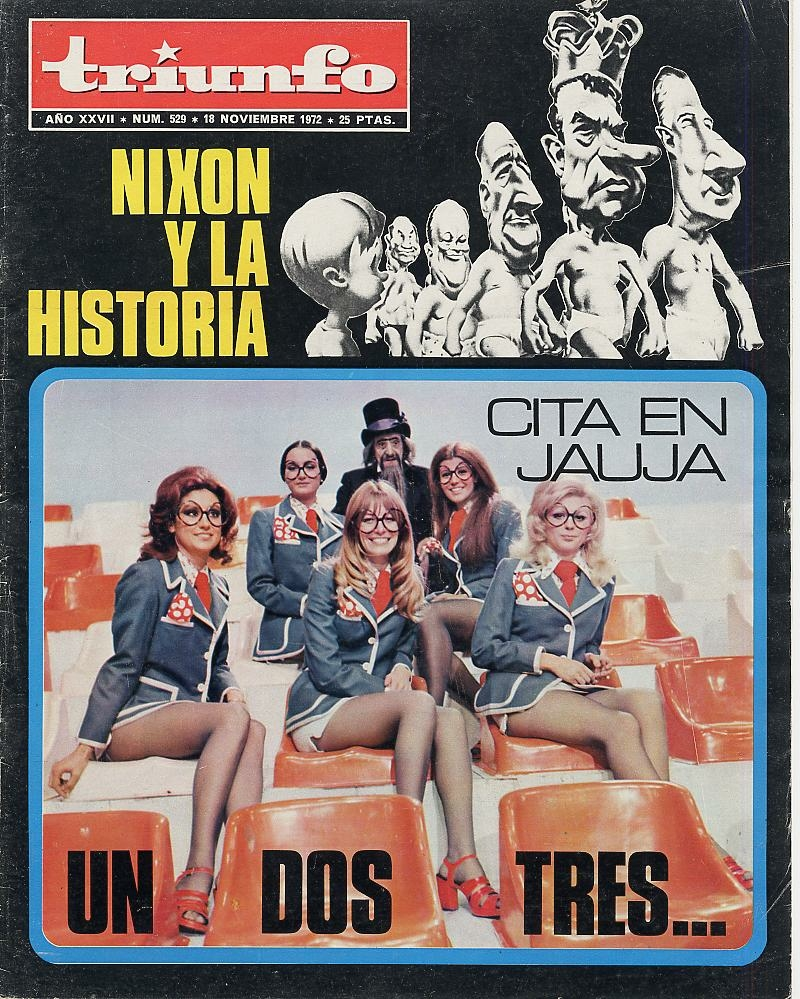 triunfo
AÑO XXVII ★ NUM. 529 ★ 18 NOVIEMBRE 1972 ★ 25 PTAS.
NIXON
Y LA
HISTORIA
CITA EN
JAUJA
UN DOS TRES...